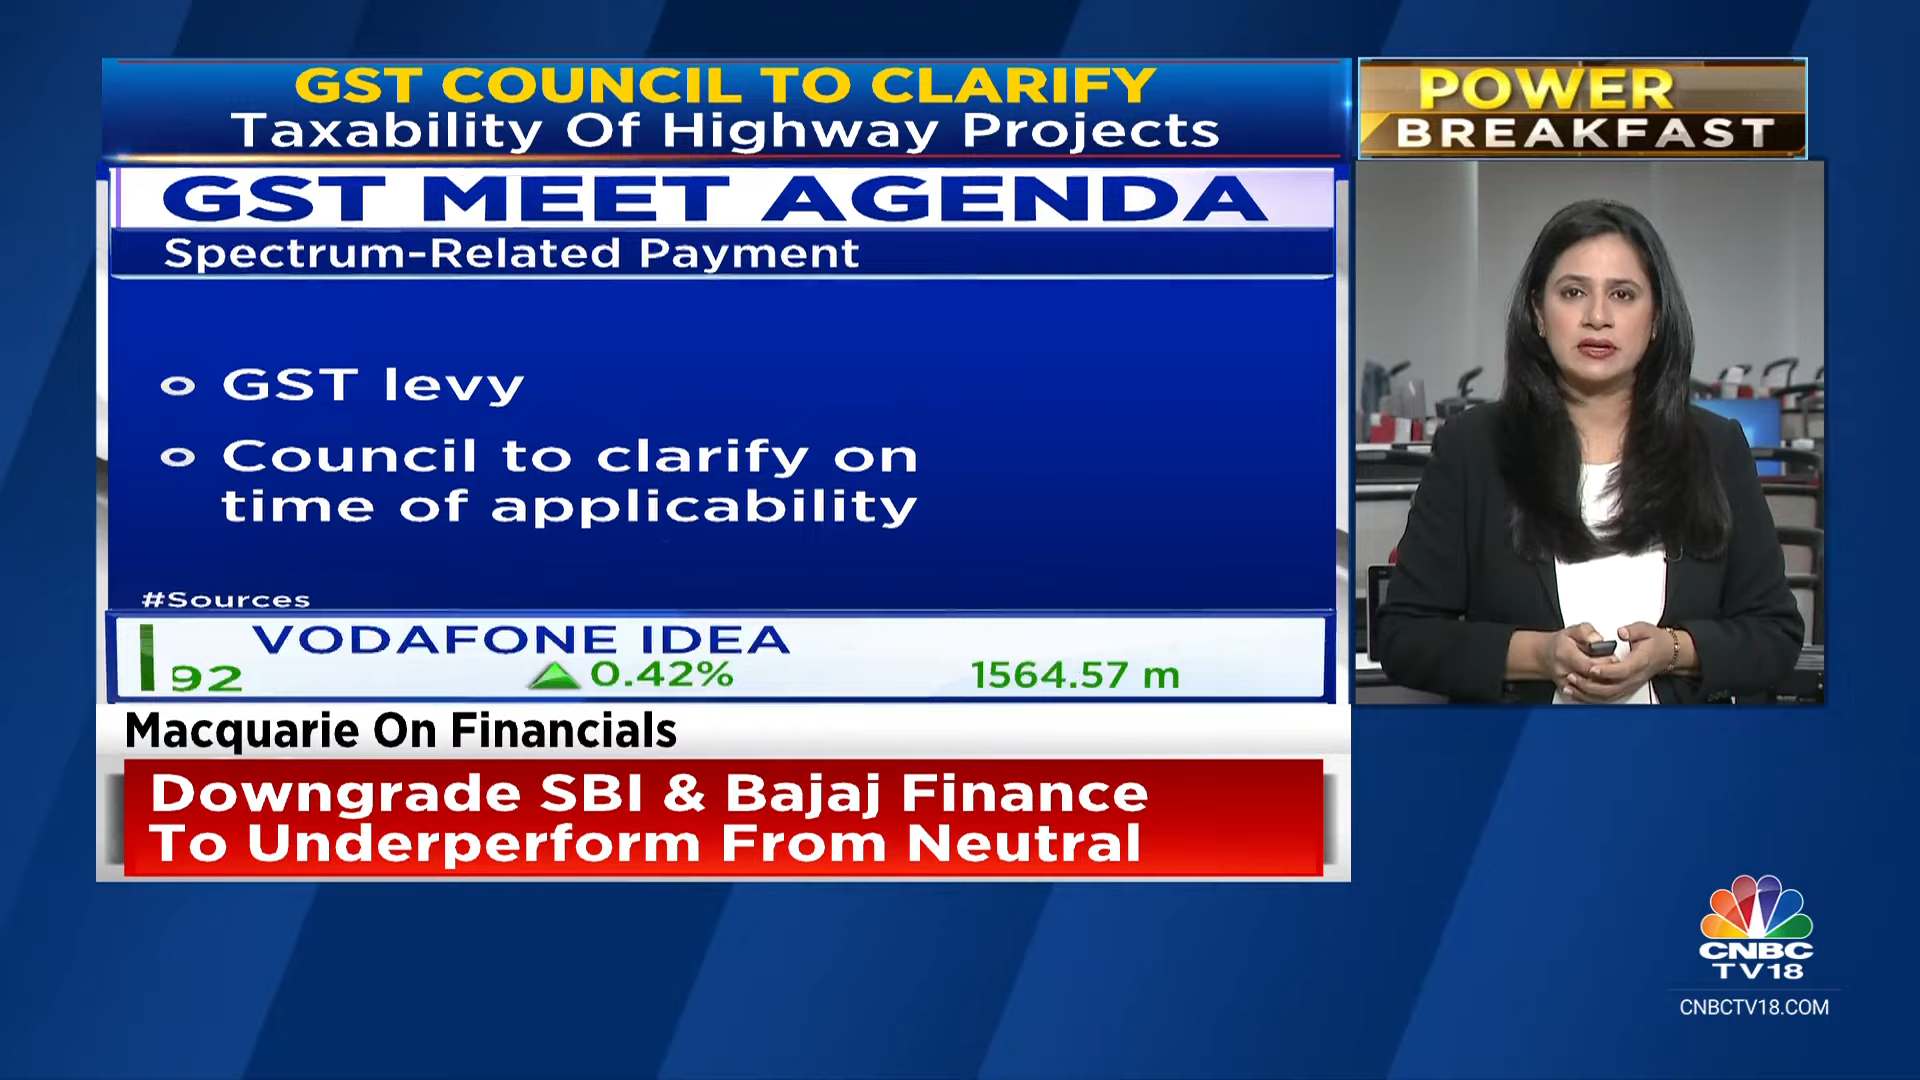 GST COUNCIL TO CLARIFY
Taxability Of Highway Projects
POWER
BREAKFAST
GST MEET AGENDA
Spectrum-Related Payment
GST levy
Council to clarify on
time of applicability
#Sources
VODAFONE IDEA
92 0.42% 1564.57 m
Macquarie On Financials
Downgrade SBI & Bajaj Finance
To Underperform From Neutral
CNBC
TV18
CNBCTV18.COM